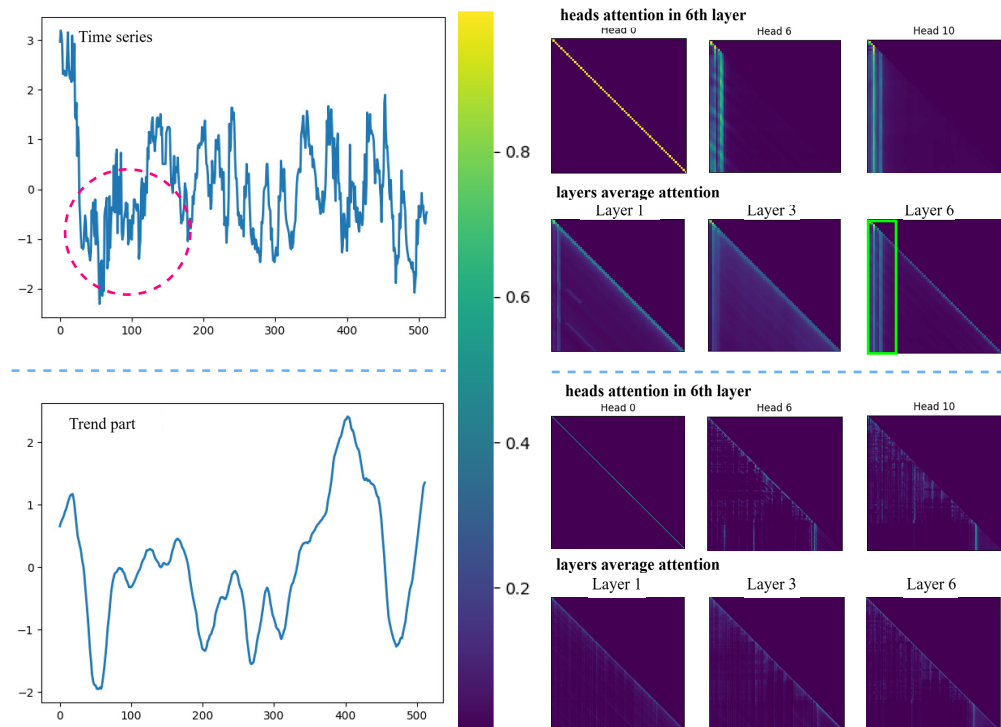 Time series
3
2
1
0
−1
−2
0 100 200 300 400 500
Trend part
2
1
0
−1
−2
0 100 200 300 400 500
0.8
0.6
0.4
0.2
heads attention in 6th layer
Head 0 Head 6 Head 10
layers average attention
Layer 1 Layer 3 Layer 6
heads attention in 6th layer
Head 0 Head 6 Head 10
layers average attention
Layer 1 Layer 3 Layer 6